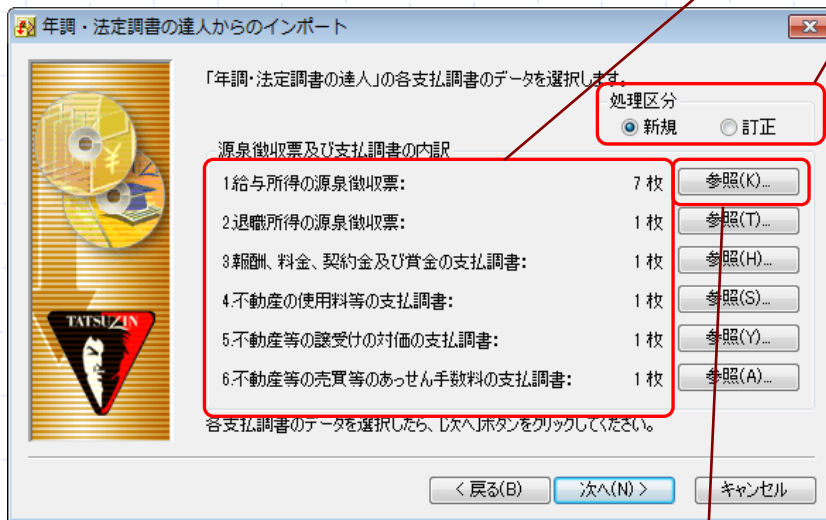 年調・法定調書の達人からのインポート
「年調・法定調書の達人」の各支払調書のデータを選択します。
処理区分
新規 訂正
源泉徴収票及び支払調書の内訳
1.給与所得の源泉徴収票: 7 枚 参照(K)...
2.退職所得の源泉徴収票: 1 枚 参照(T)...
3.報酬、料金、契約金及び賞金の支払調書: 1 枚 参照(H)...
4.不動産の使用料等の支払調書: 1 枚 参照(S)...
5.不動産等の譲受けの対価の支払調書: 1 枚 参照(Y)...
6.不動産等の売買等のあっせん手数料の支払調書: 1 枚 参照(A)...
TATSUZIN
各支払調書のデータを選択したら、[次へ]ボタンをクリックしてください。
< 戻る(B) 次へ(N) > キャンセル